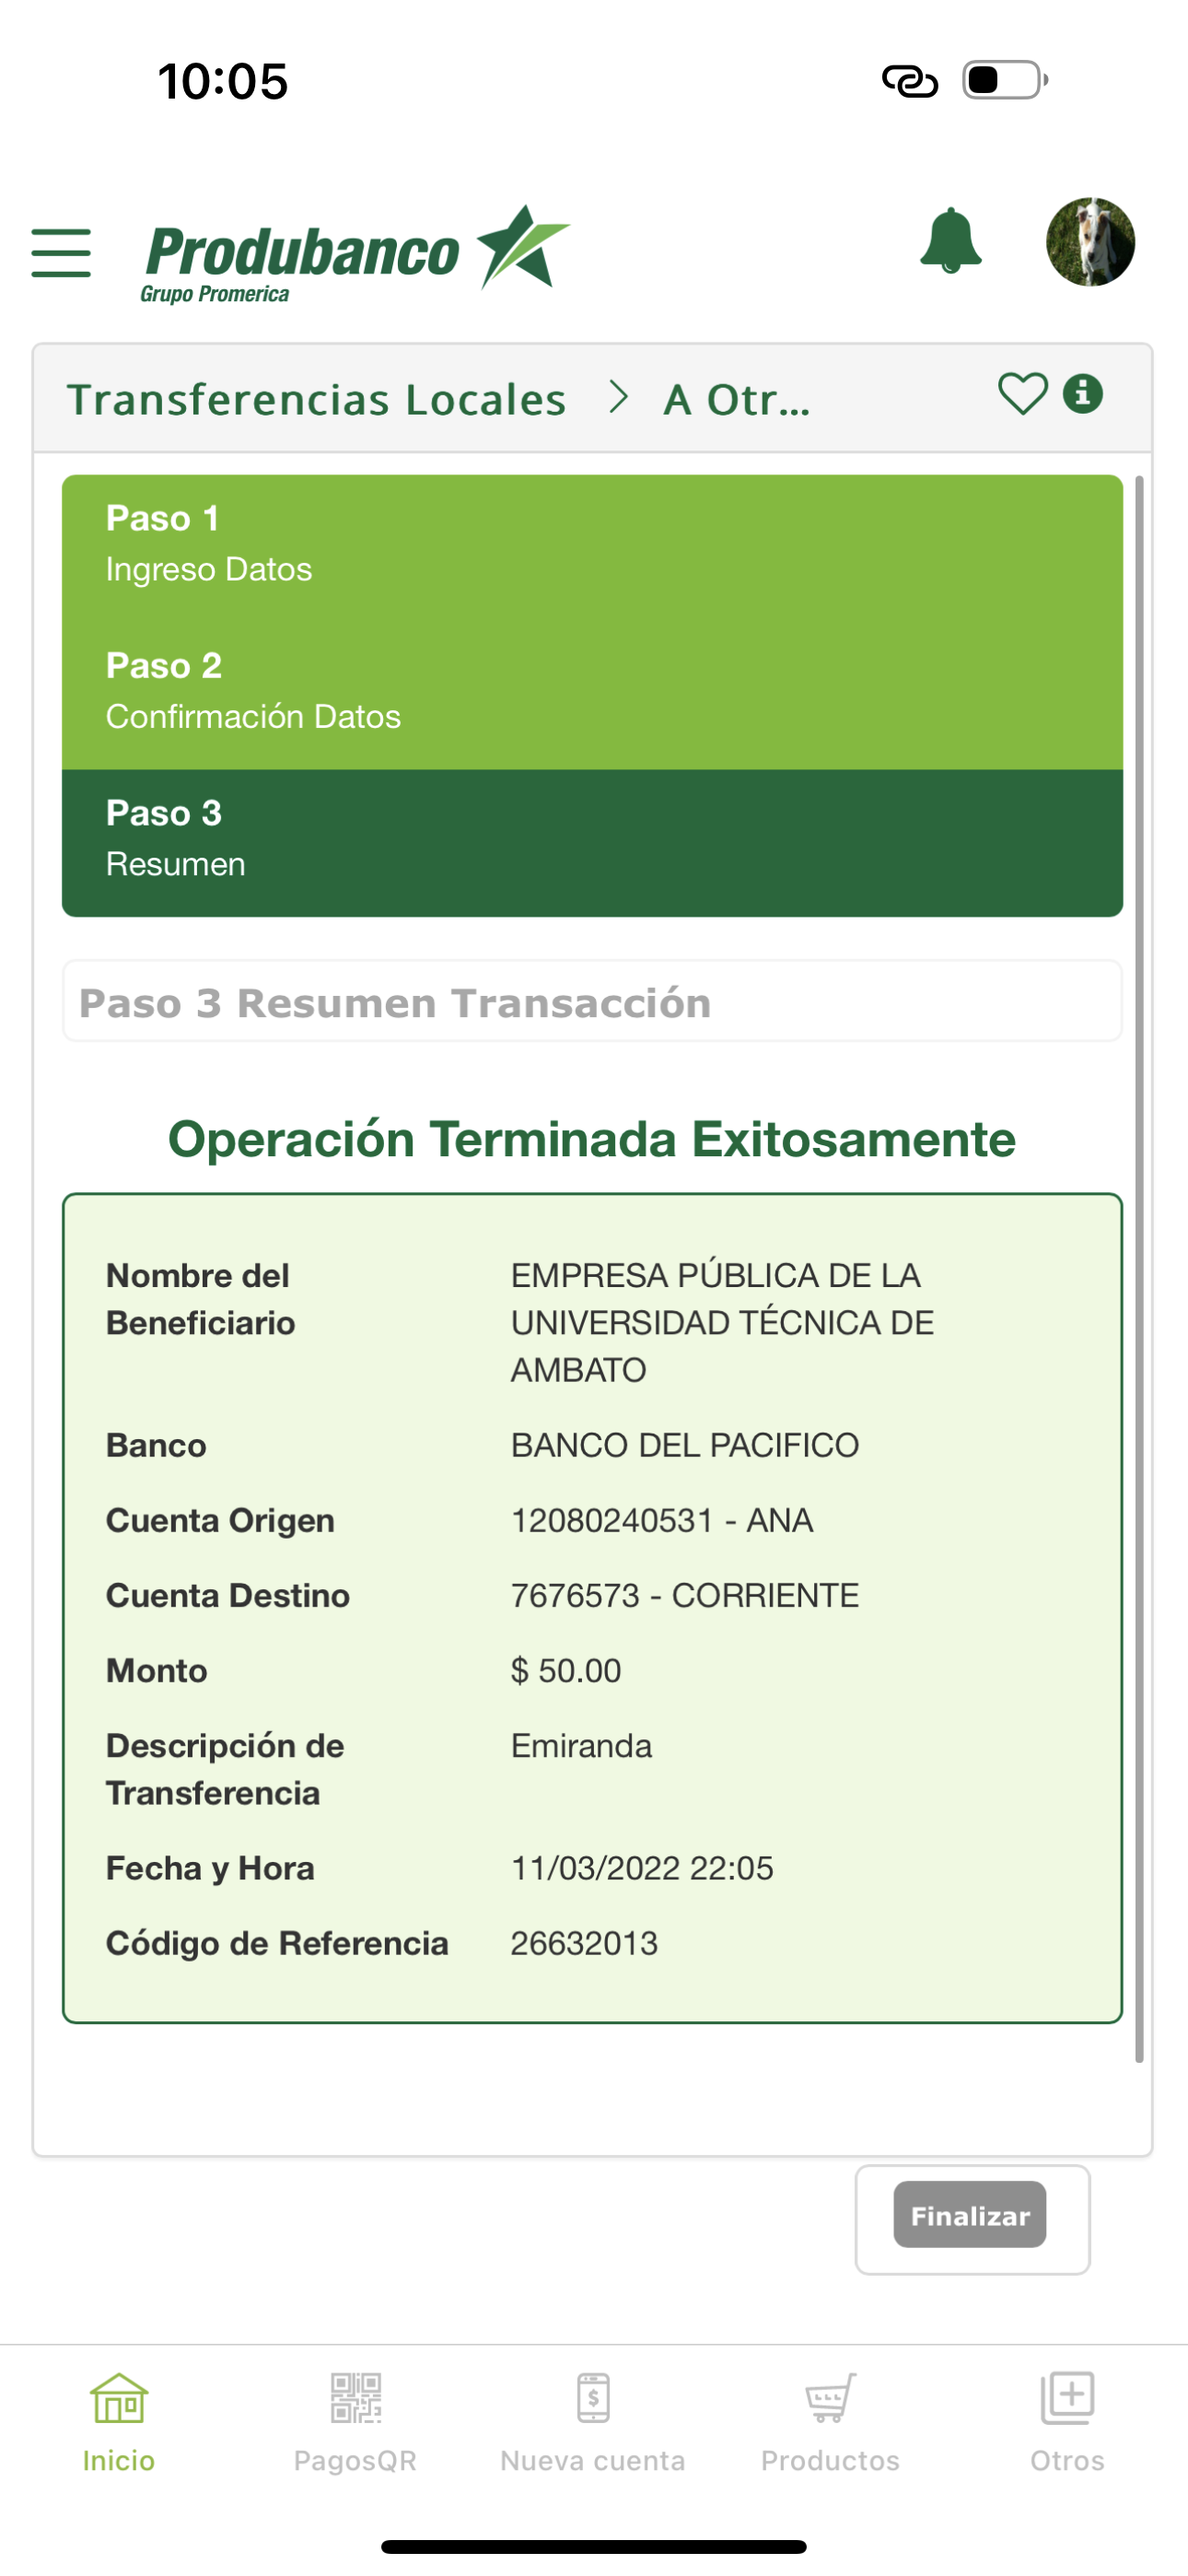 10:05
Produbanco
Grupo Promerica
Transferencias Locales > A Otr...
Paso 1
Ingreso Datos
Paso 2
Confirmación Datos
Paso 3
Resumen
Paso 3 Resumen Transacción
Operación Terminada Exitosamente
Nombre del Beneficiario
EMPRESA PÚBLICA DE LA
UNIVERSIDAD TÉCNICA DE
AMBATO
Banco BANCO DEL PACIFICO
Cuenta Origen 12080240531 - ANA
Cuenta Destino 7676573 - CORRIENTE
Monto $ 50.00
Descripción de Transferencia
Emiranda
Fecha y Hora 11/03/2022 22:05
Código de Referencia 26632013
Finalizar
Inicio PagosQR Nueva cuenta Productos Otros